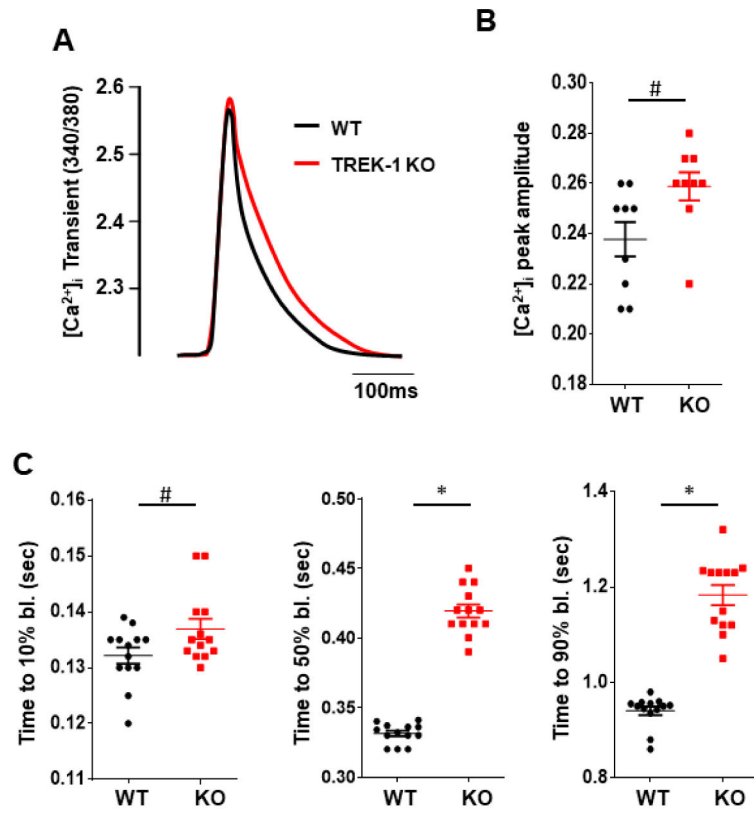 A
[Ca²⁺]ᵢ Transient (340/380)
2.6
2.5
2.4
2.3
WT
TREK-1 KO
100ms
B
[Ca²⁺]ᵢ peak amplitude
0.30
0.28
0.26
0.24
0.22
0.20
0.18
#
WT KO
C
Time to 10% bl. (sec)
0.16
0.15
0.14
0.13
0.12
0.11
#
WT KO
Time to 50% bl. (sec)
0.50
0.45
0.40
0.35
0.30
*
WT KO
Time to 90% bl. (sec)
1.4
1.2
1.0
0.8
*
WT KO